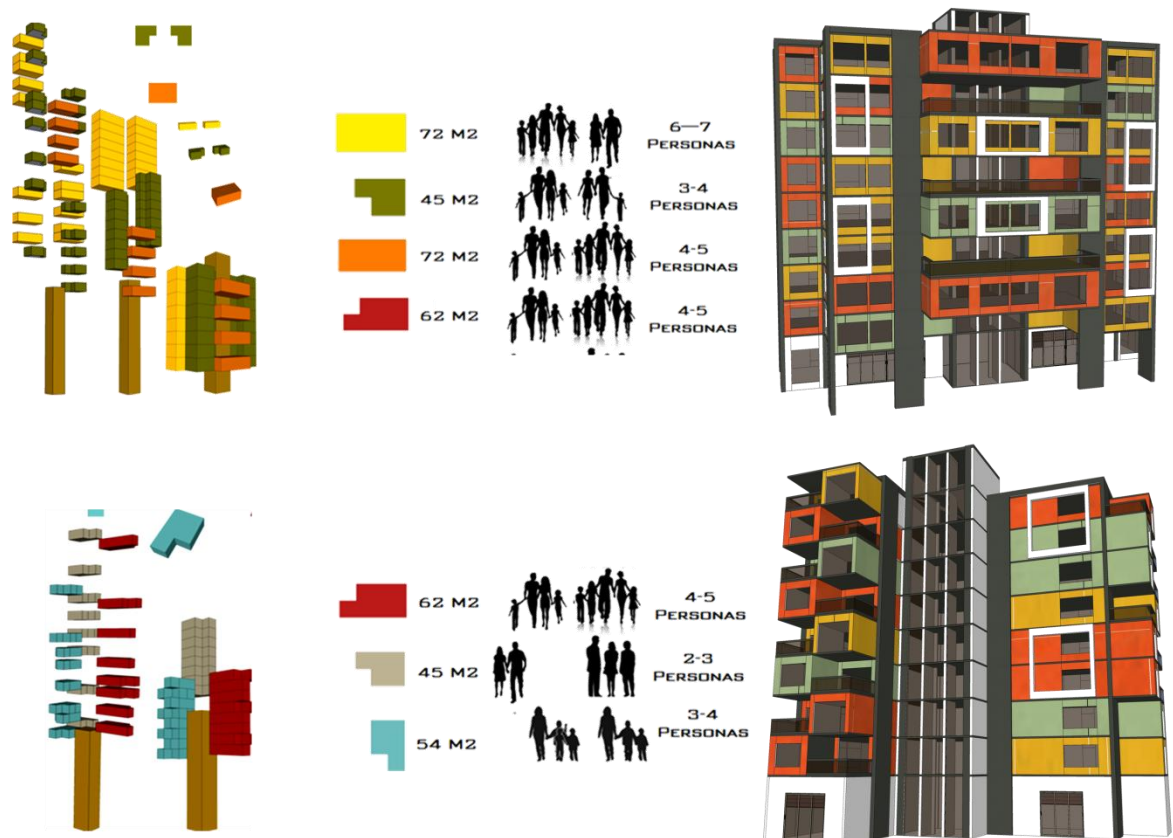 72 M2
6—7
PERSONAS
45 M2
3-4
PERSONAS
72 M2
4-5
PERSONAS
62 M2
4-5
PERSONAS
62 M2
4-5
PERSONAS
45 M2
2-3
PERSONAS
54 M2
3-4
PERSONAS